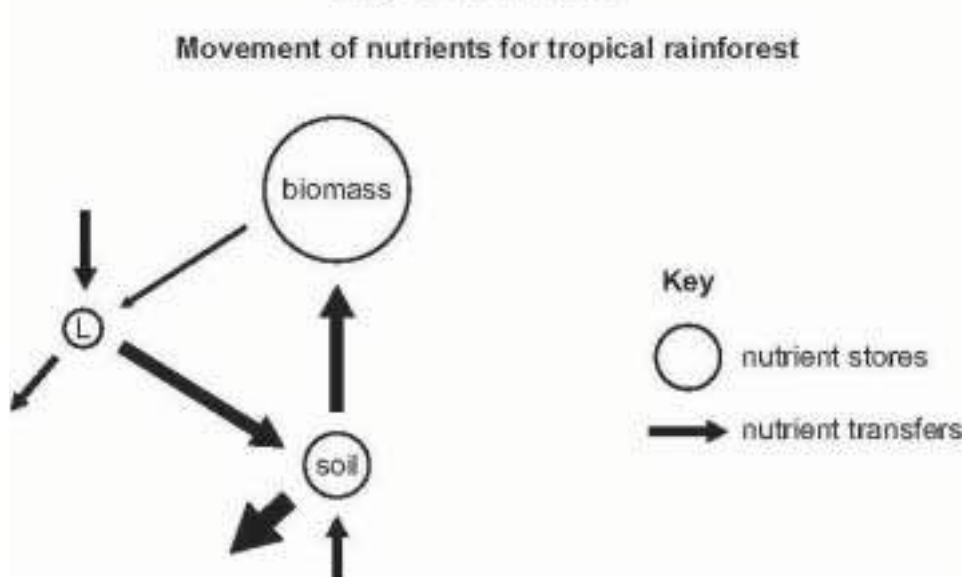 Movement of nutrients for tropical rainforest
biomass
L
soil
Key
nutrient stores
nutrient transfers